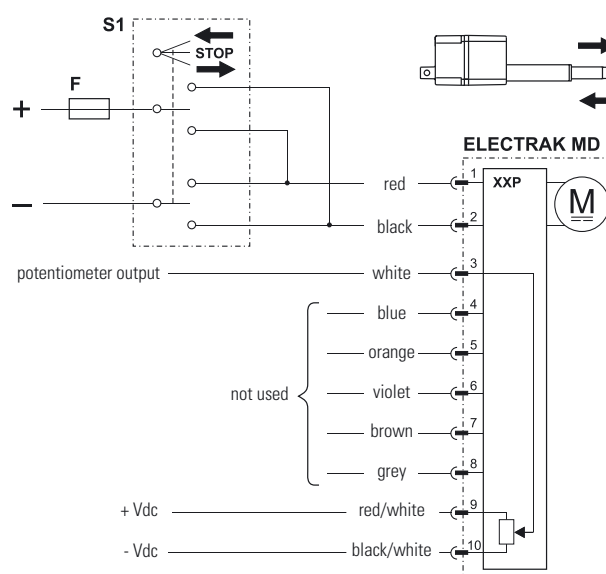 S1
STOP
F
+
−
ELECTRAK MD
XXP
M
red 1
black 2
potentiometer output white 3
not used
blue 4
orange 5
violet 6
brown 7
grey 8
+ Vdc red/white 9
- Vdc black/white 10